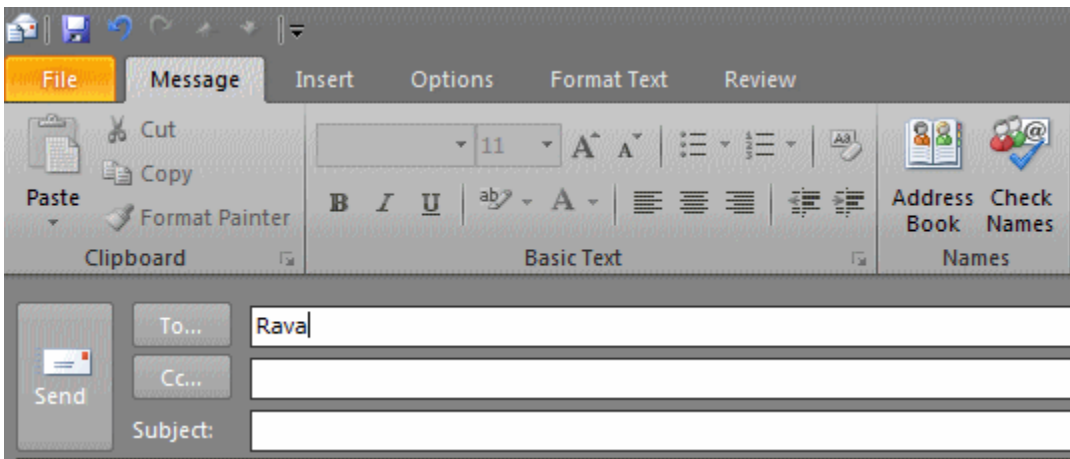 File Message Insert Options Format Text Review
Cut
11
Copy
Paste
Format Painter
B I U
Address Check
Book Names
Clipboard Basic Text Names
To... Rava
Cc...
Send
Subject: